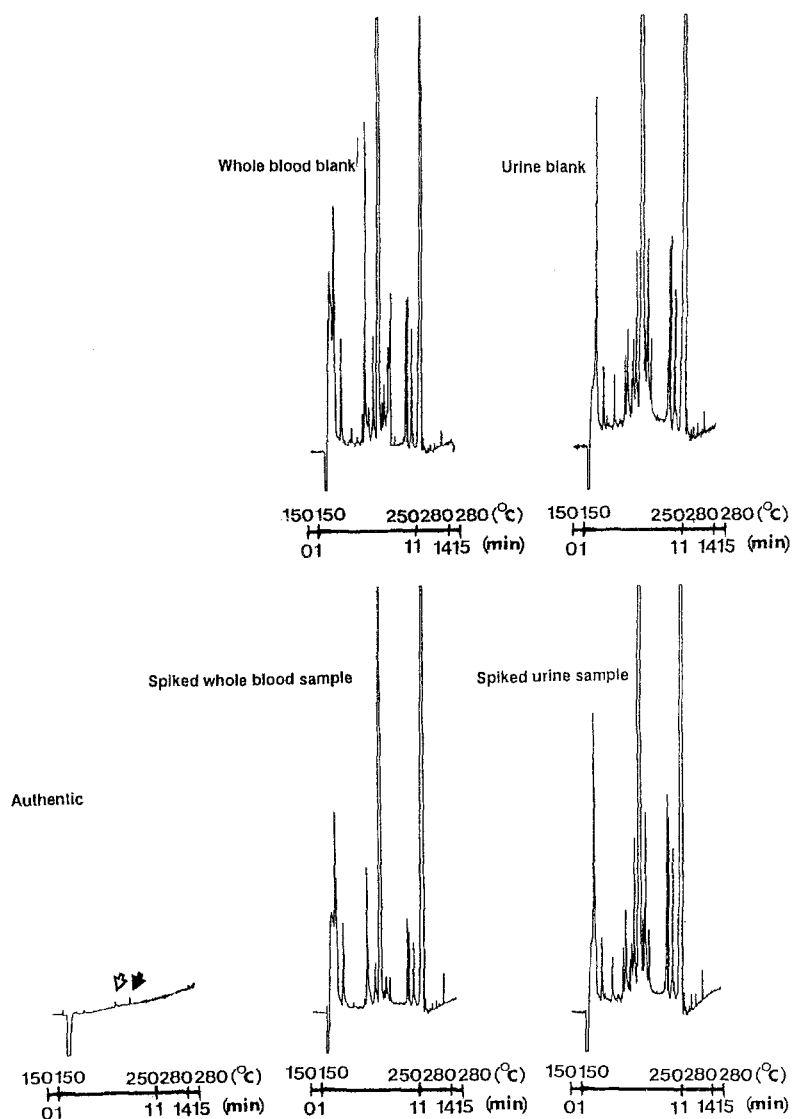 Whole blood blank
Urine blank
150150 250280280(°C)
01 11 1415 (min)
150150 250280280(°C)
01 11 1415 (min)
Spiked whole blood sample
Spiked urine sample
Authentic
150150 250280280(°C)
01 11 1415 (min)
150150 250280280(°C)
01 11 1415 (min)
150150 250280280(°C)
01 11 1415 (min)